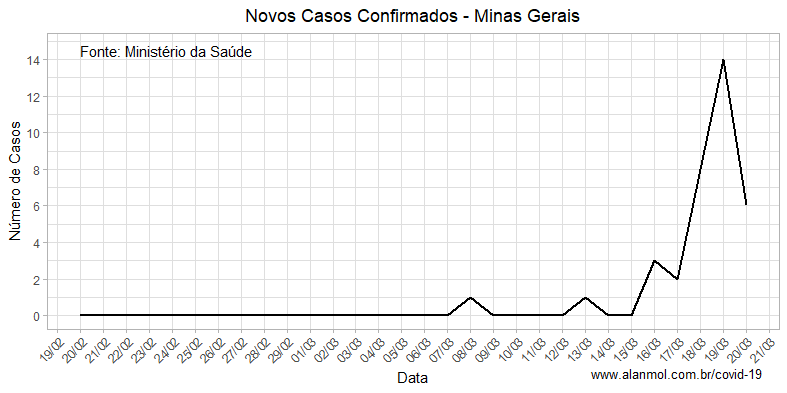 Novos Casos Confirmados - Minas Gerais
Fonte: Ministério da Saúde
Número de Casos
14
12
10
8
6
4
2
0
19/02 20/02 21/02 22/02 23/02 24/02 25/02 26/02 27/02 28/02 29/02 01/03 02/03 03/03 04/03 05/03 06/03 07/03 08/03 09/03 10/03 11/03 12/03 13/03 14/03 15/03 16/03 17/03 18/03 19/03 20/03 21/03
Data
www.alanmol.com.br/covid-19